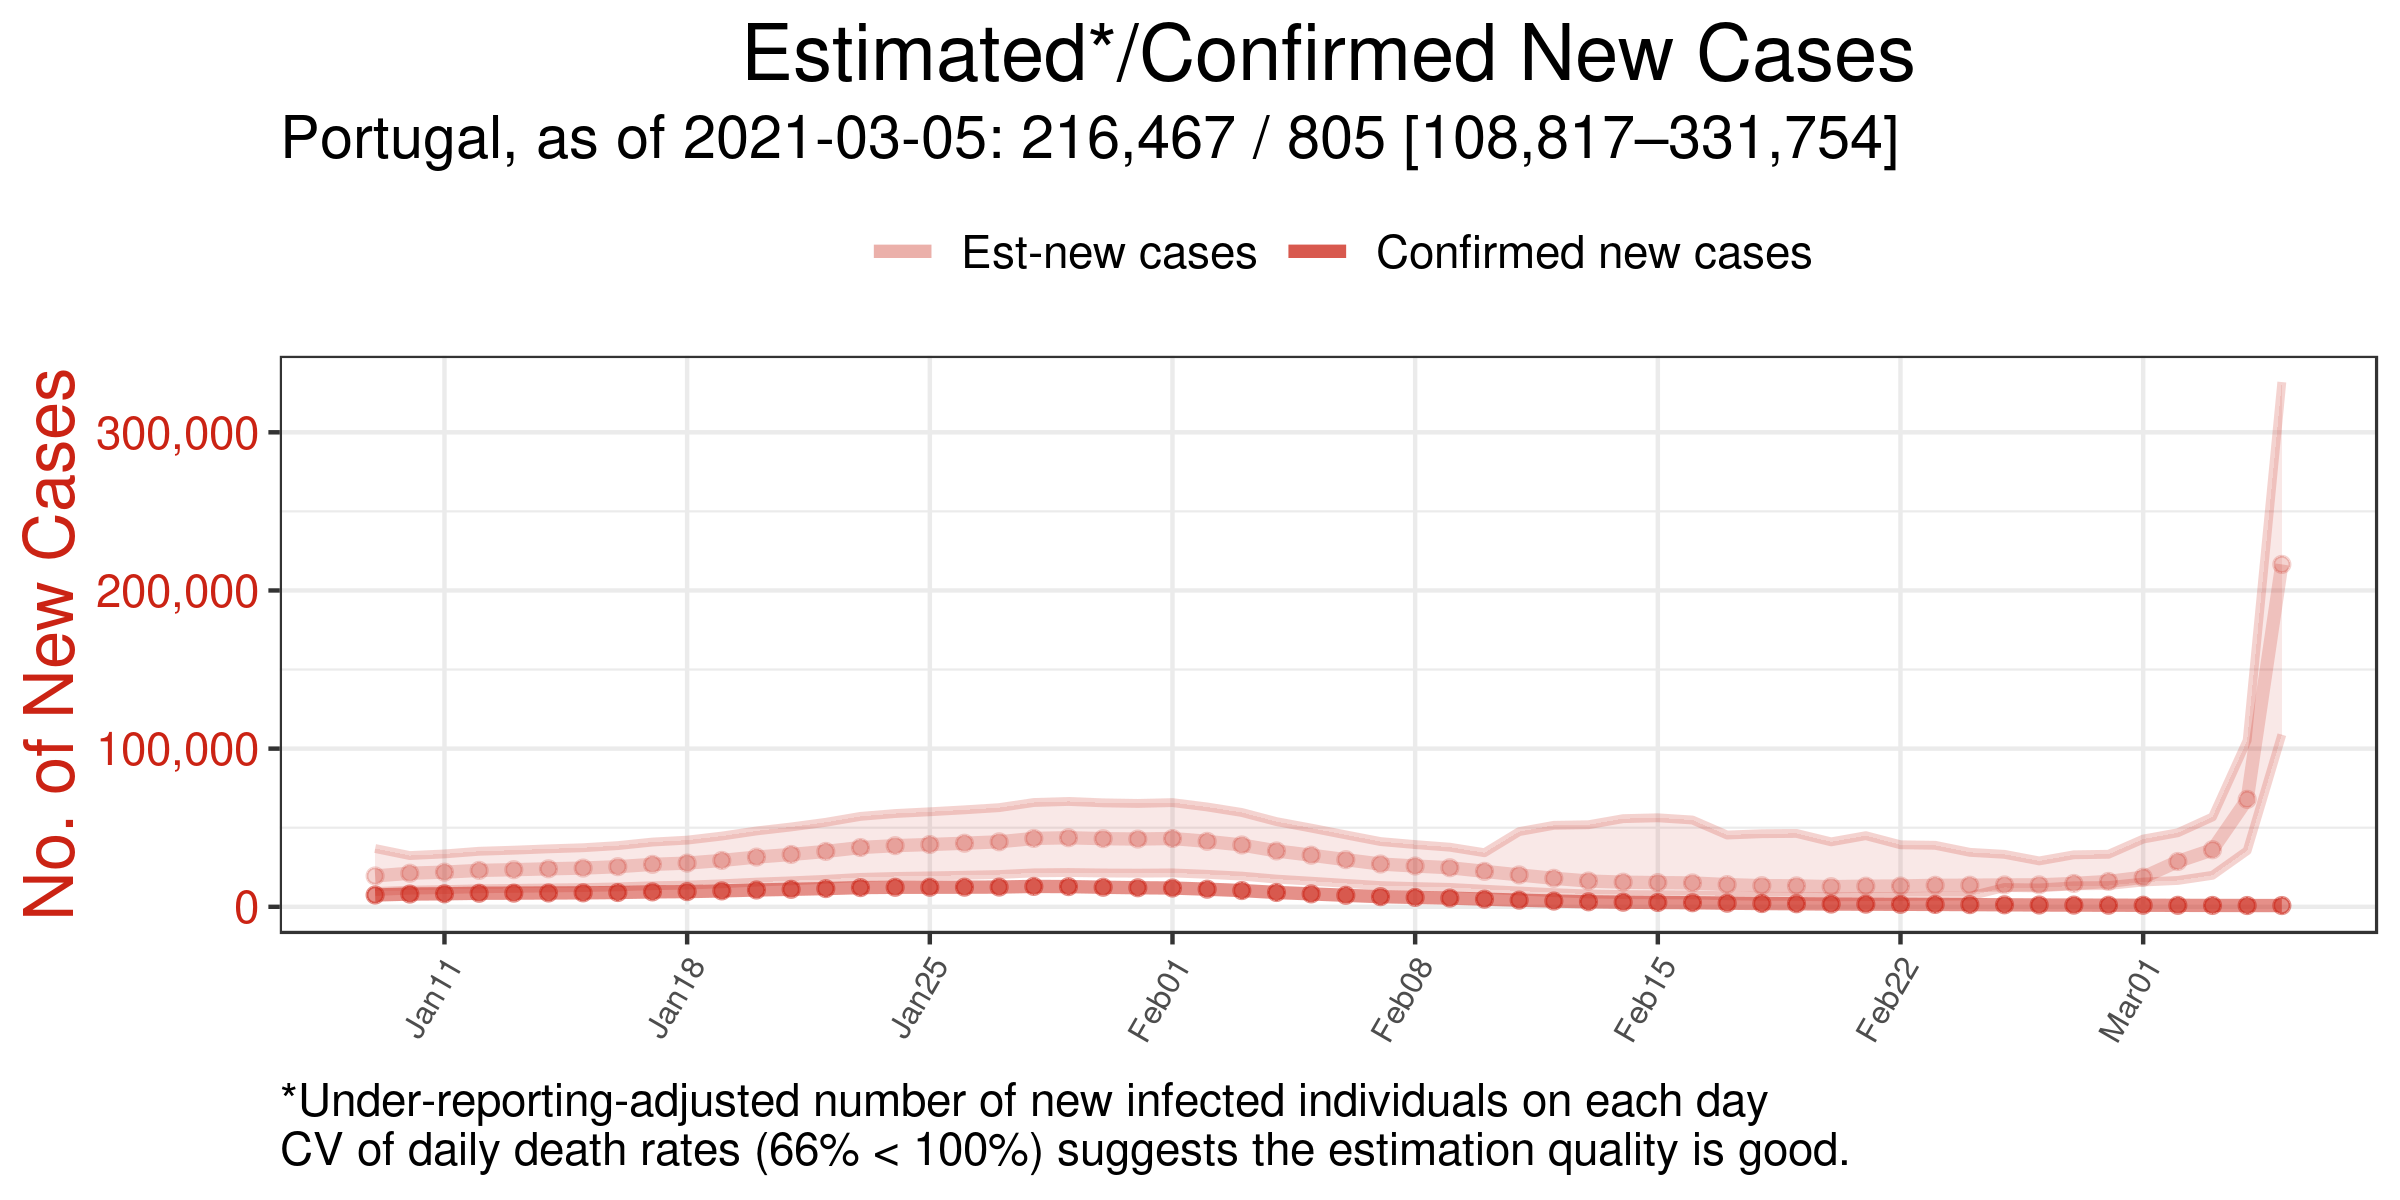 Estimated*/Confirmed New Cases
Portugal, as of 2021-03-05: 216,467 / 805 [108,817–331,754]
Est-new cases
Confirmed new cases
No. of New Cases
300,000
200,000
100,000
0
Jan11
Jan18
Jan25
Feb01
Feb08
Feb15
Feb22
Mar01
*Under-reporting-adjusted number of new infected individuals on each day
CV of daily death rates (66% < 100%) suggests the estimation quality is good.